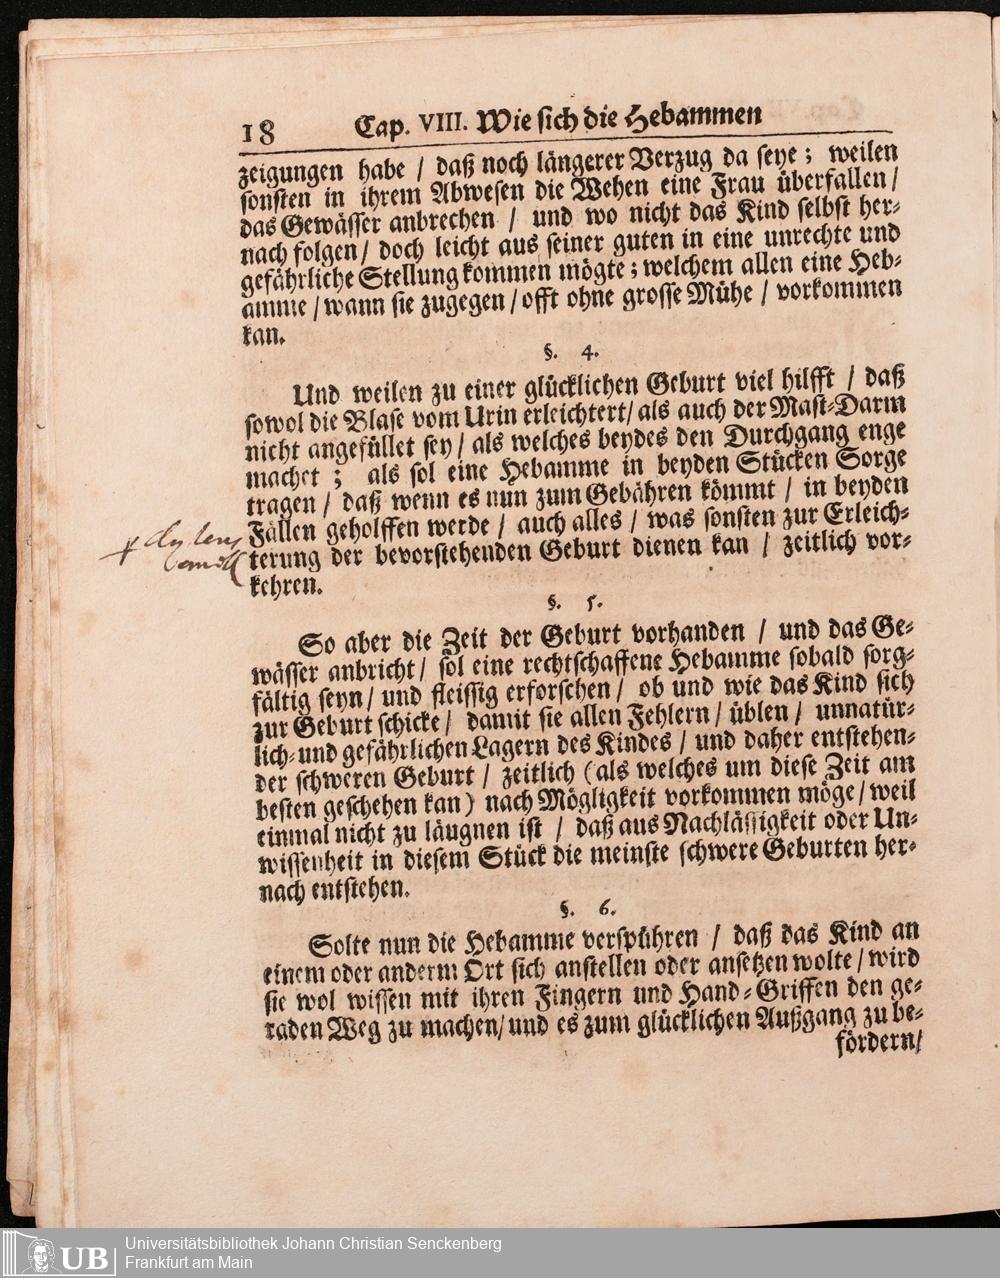 18 Cap. VIII. Wie sich die Hebammen
zeigungen habe / daß noch längerer Verzug da seye; weilen
sonsten in ihrem Abwesen die Wehen eine Frau überfallen /
das Gewässer anbrechen / und wo nicht das Kind selbst her-
nach folgen / doch leicht aus seiner guten in eine unrechte und
gefährliche Stellung kommen mögte; welchem allen eine Heb-
amme / wann sie zugegen / offt ohne grosse Mühe / vorkommen
kan.
§. 4.
Und weilen zu einer glücklichen Geburt viel hilfft / daß
sowol die Blase vom Urin erleichtert / als auch der Mast-Darm
nicht angefüllet sey / als welches beydes den Durchgang enge
machet; als sol eine Hebamme in beyden Stücken Sorge
tragen / daß wenn es nun zum Gebähren kömmt / in beyden
Fällen geholffen werde / auch alles / was sonsten zur Erleich-
terung der bevorstehenden Geburt dienen kan / zeitlich vor-
kehren.
§. 5.
So aber die Zeit der Geburt vorhanden / und das Ge-
wässer anbricht / sol eine rechtschaffene Hebamme sobald sorg-
fältig seyn / und fleissig erforschen / ob und wie das Kind sich
zur Geburt schicke / damit sie allen Fehlern / üblen / unnatür-
lich- und gefährlichen Lagern des Kindes / und daher entstehen-
der schweren Geburt / zeitlich (als welches um diese Zeit am
besten geschehen kan) nach Mögligkeit vorkommen möge / weil
einmal nicht zu läugnen ist / daß aus Nachlässigkeit oder Un-
wissenheit in diesem Stück die meinste schwere Geburten her-
nach entstehen.
§. 6.
Solte nun die Hebamme verspühren / daß das Kind an
einem oder anderm Ort sich anstellen oder ansetzen wolte / wird
sie wol wissen mit ihren Fingern und Hand-Griffen den ge-
raden Weg zu machen / und es zum glücklichen Außgang zu be-
fördern /
UB
Universitätsbibliothek Johann Christian Senckenberg
Frankfurt am Main